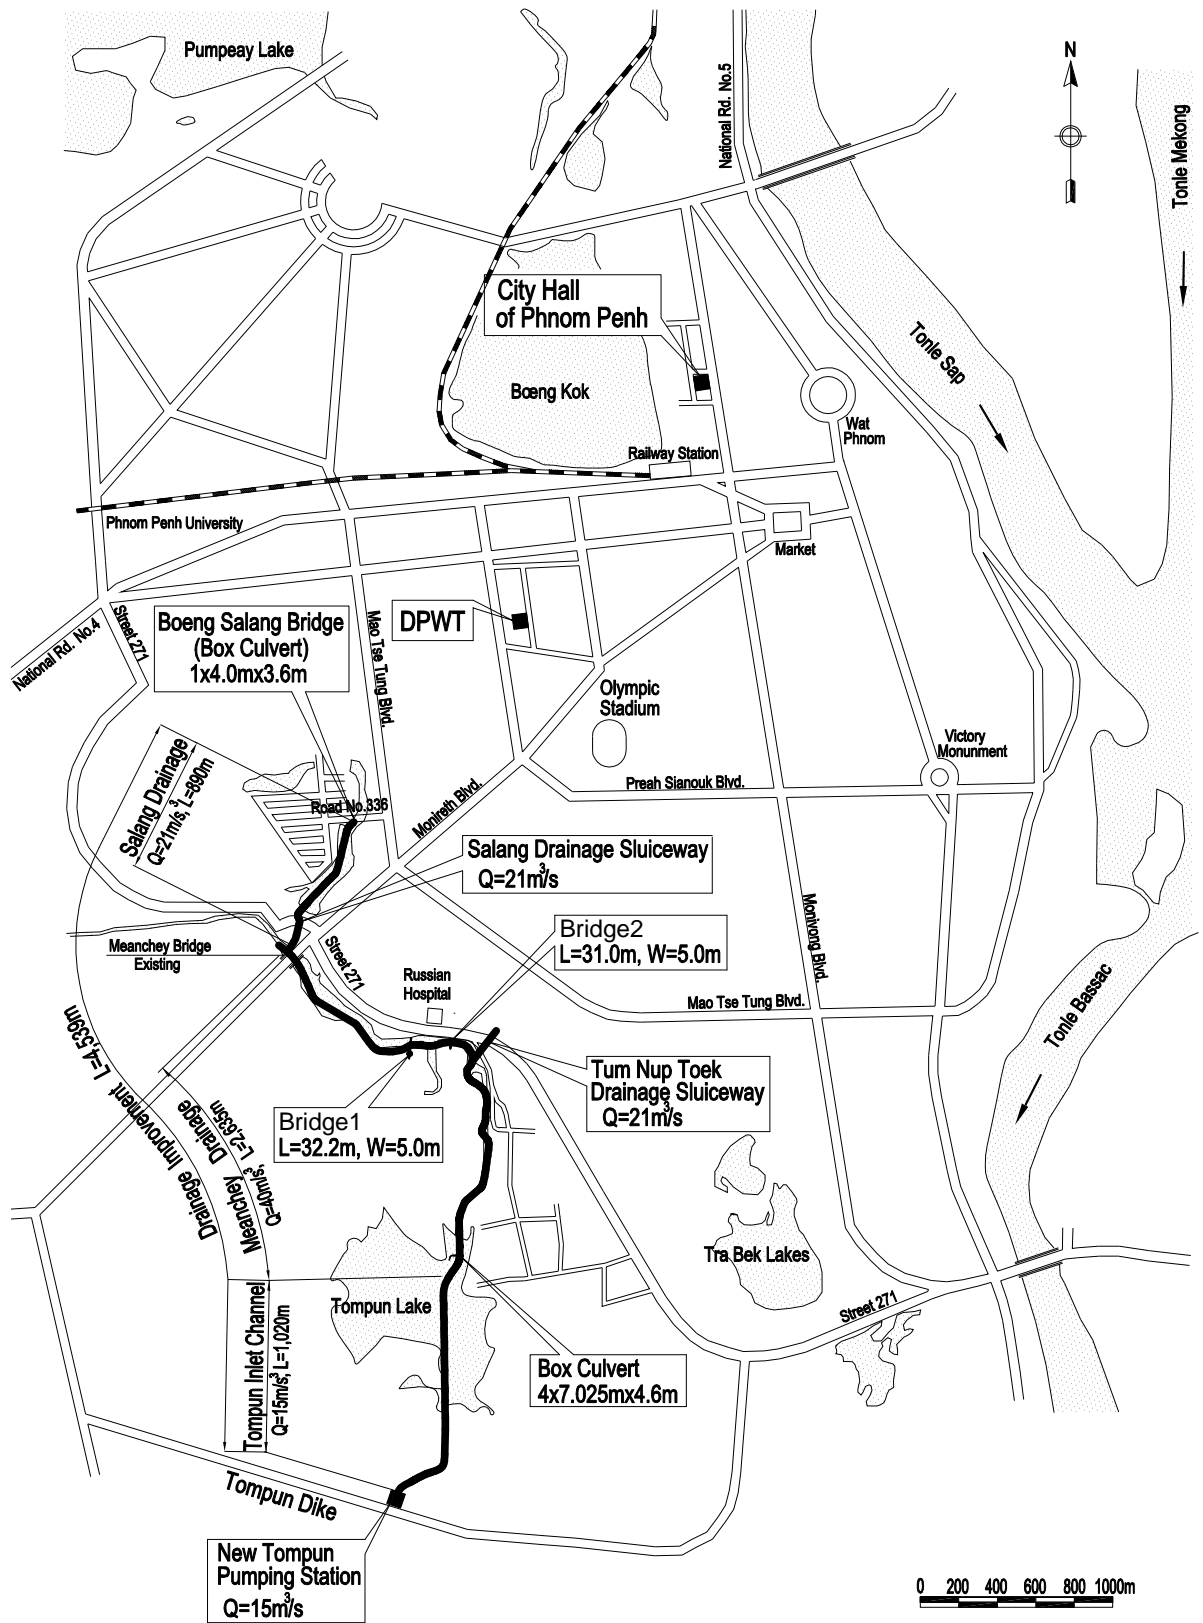 Pumpeay Lake
N
National Rd. No.5
Tonle Mekong
City Hall
of Phnom Penh
Tonle Sap
Bœng Kok
Wat
Phnom
Railway Station
Phnom Penh University
Market
National Rd. No.4
Street 271
Boeng Salang Bridge
(Box Culvert)
1x4.0mx3.6m
Mao Tse Tung Blvd.
DPWT
Olympic
Stadium
Victory
Monunment
Salang Drainage
Q=21m³/s, L=890m
Road No.336
Monireth Blvd.
Preah Sianouk Blvd.
Salang Drainage Sluiceway
Q=21m³/s
Monivong Blvd.
Bridge2
L=31.0m, W=5.0m
Meanchey Bridge
Existing
Street 271
Russian
Hospital
Mao Tse Tung Blvd.
Tonle Bassac
Tum Nup Toek
Drainage Sluiceway
Q=21m³/s
Bridge1
L=32.2m, W=5.0m
Drainage Improvement L=4,539m
Meanchey Drainage
Q=40m³/s, L=2,635m
Tra Bek Lakes
Tompun Lake
Street 271
Tompun Inlet Channel
Q=15m/s³ L=1,020m
Box Culvert
4x7.025mx4.6m
Tompun Dike
New Tompun
Pumping Station
Q=15m³/s
0 200 400 600 800 1000m